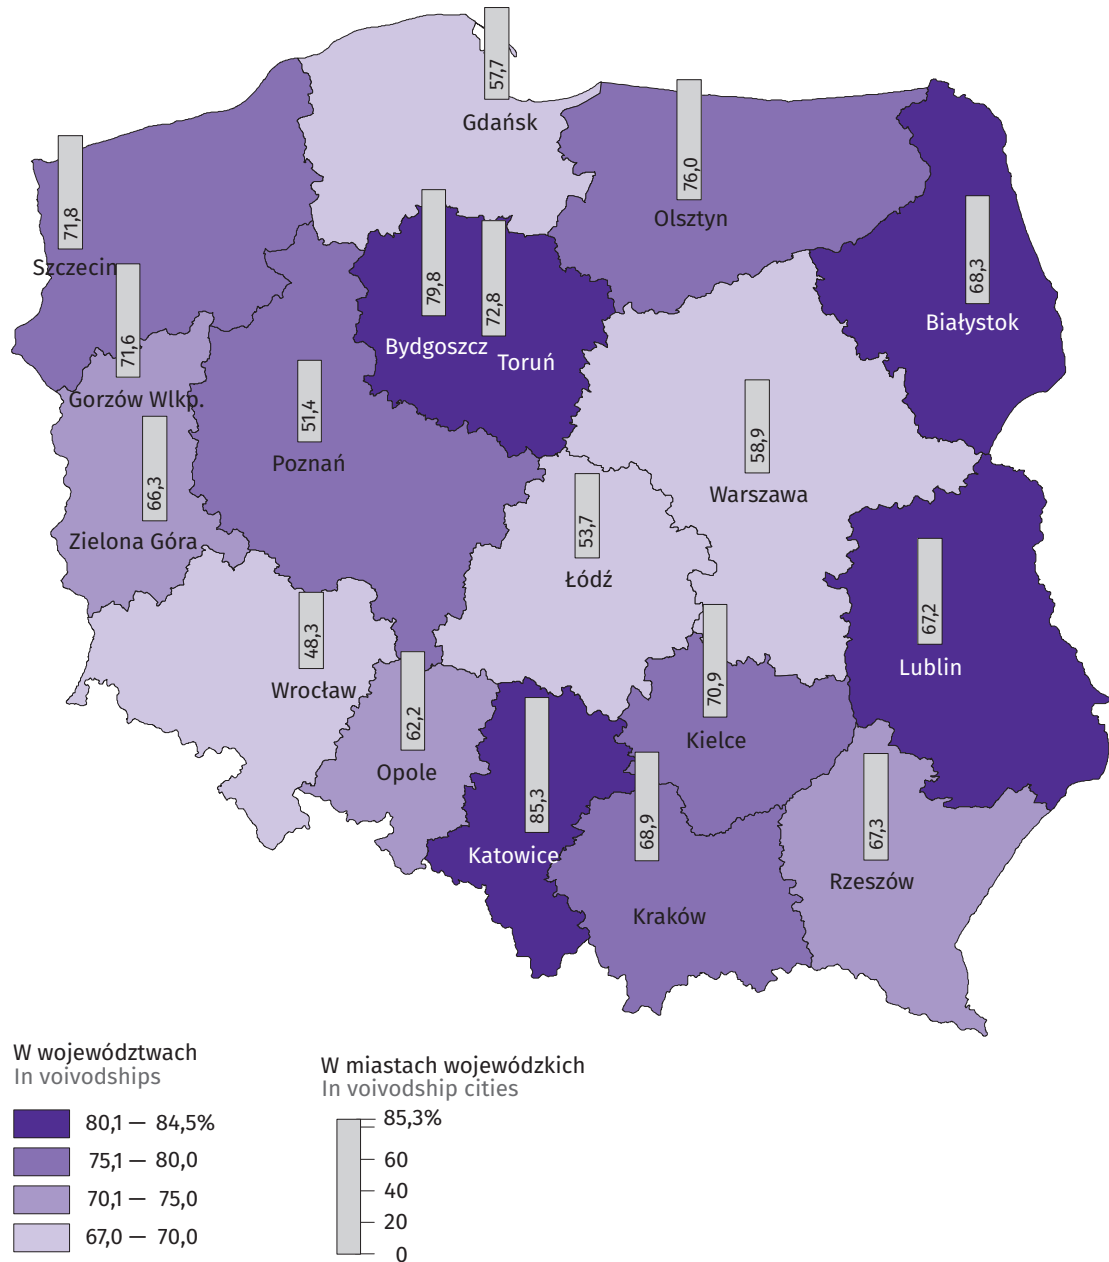 57,7
Gdańsk
76,0
Olsztyn
71,8
Szczecin
68,3
Białystok
79,8
Bydgoszcz
72,8
Toruń
71,6
Gorzów Wlkp.
51,4
Poznań
58,9
Warszawa
66,3
Zielona Góra
53,7
Łódź
67,2
Lublin
48,3
Wrocław
70,9
Kielce
62,2
Opole
85,3
Katowice
68,9
Kraków
67,3
Rzeszów
W województwach
In voivodships
80,1 — 84,5%
75,1 — 80,0
70,1 — 75,0
67,0 — 70,0
W miastach wojewódzkich
In voivodship cities
85,3%
60
40
20
0